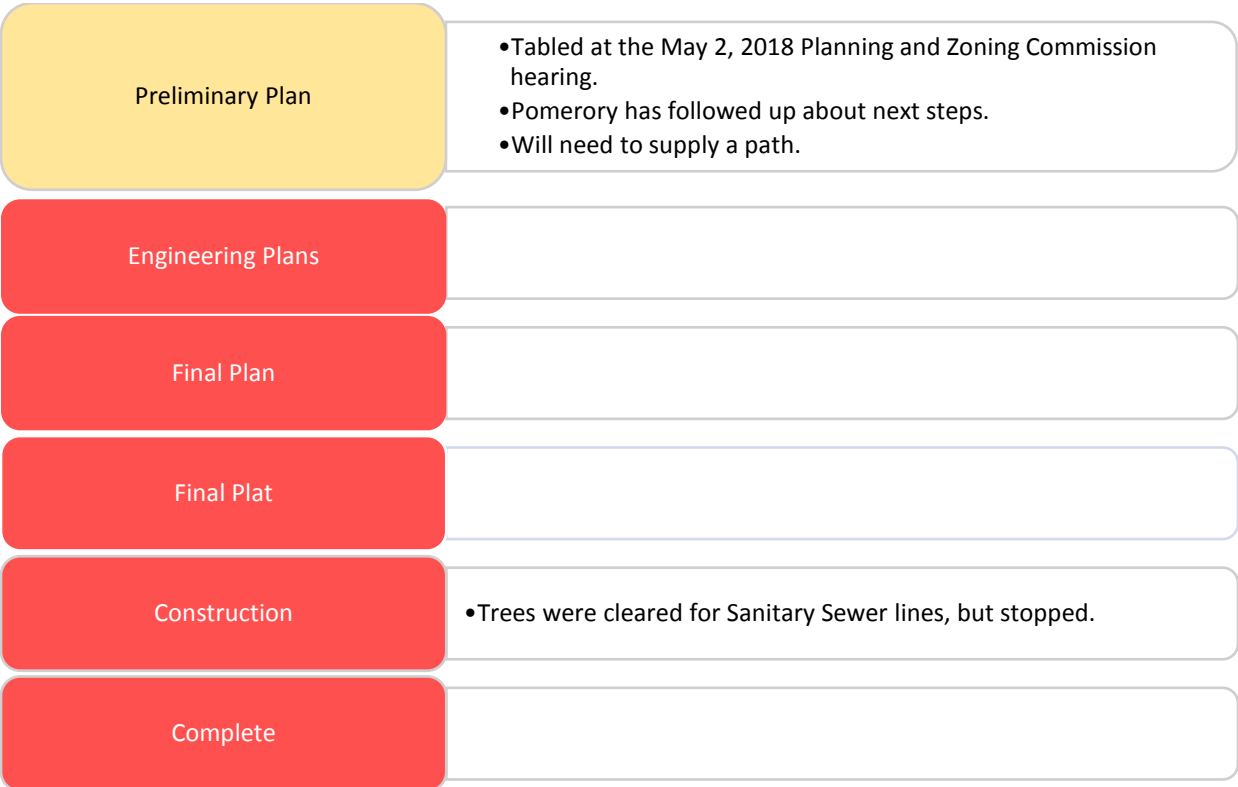 Preliminary Plan
•Tabled at the May 2, 2018 Planning and Zoning Commission
hearing.
•Pomerory has followed up about next steps.
•Will need to supply a path.
Engineering Plans
Final Plan
Final Plat
Construction
•Trees were cleared for Sanitary Sewer lines, but stopped.
Complete